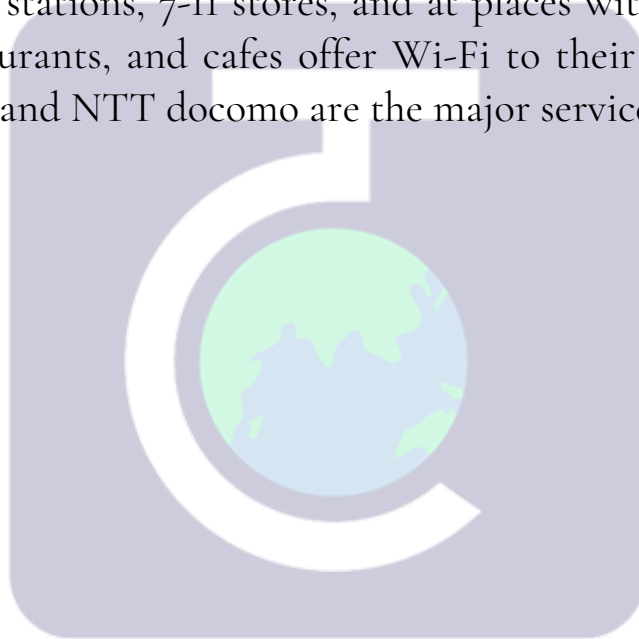 stations, 7-11 stores, and at places wit
urants, and cafes offer Wi-Fi to their
and NTT docomo are the major servic